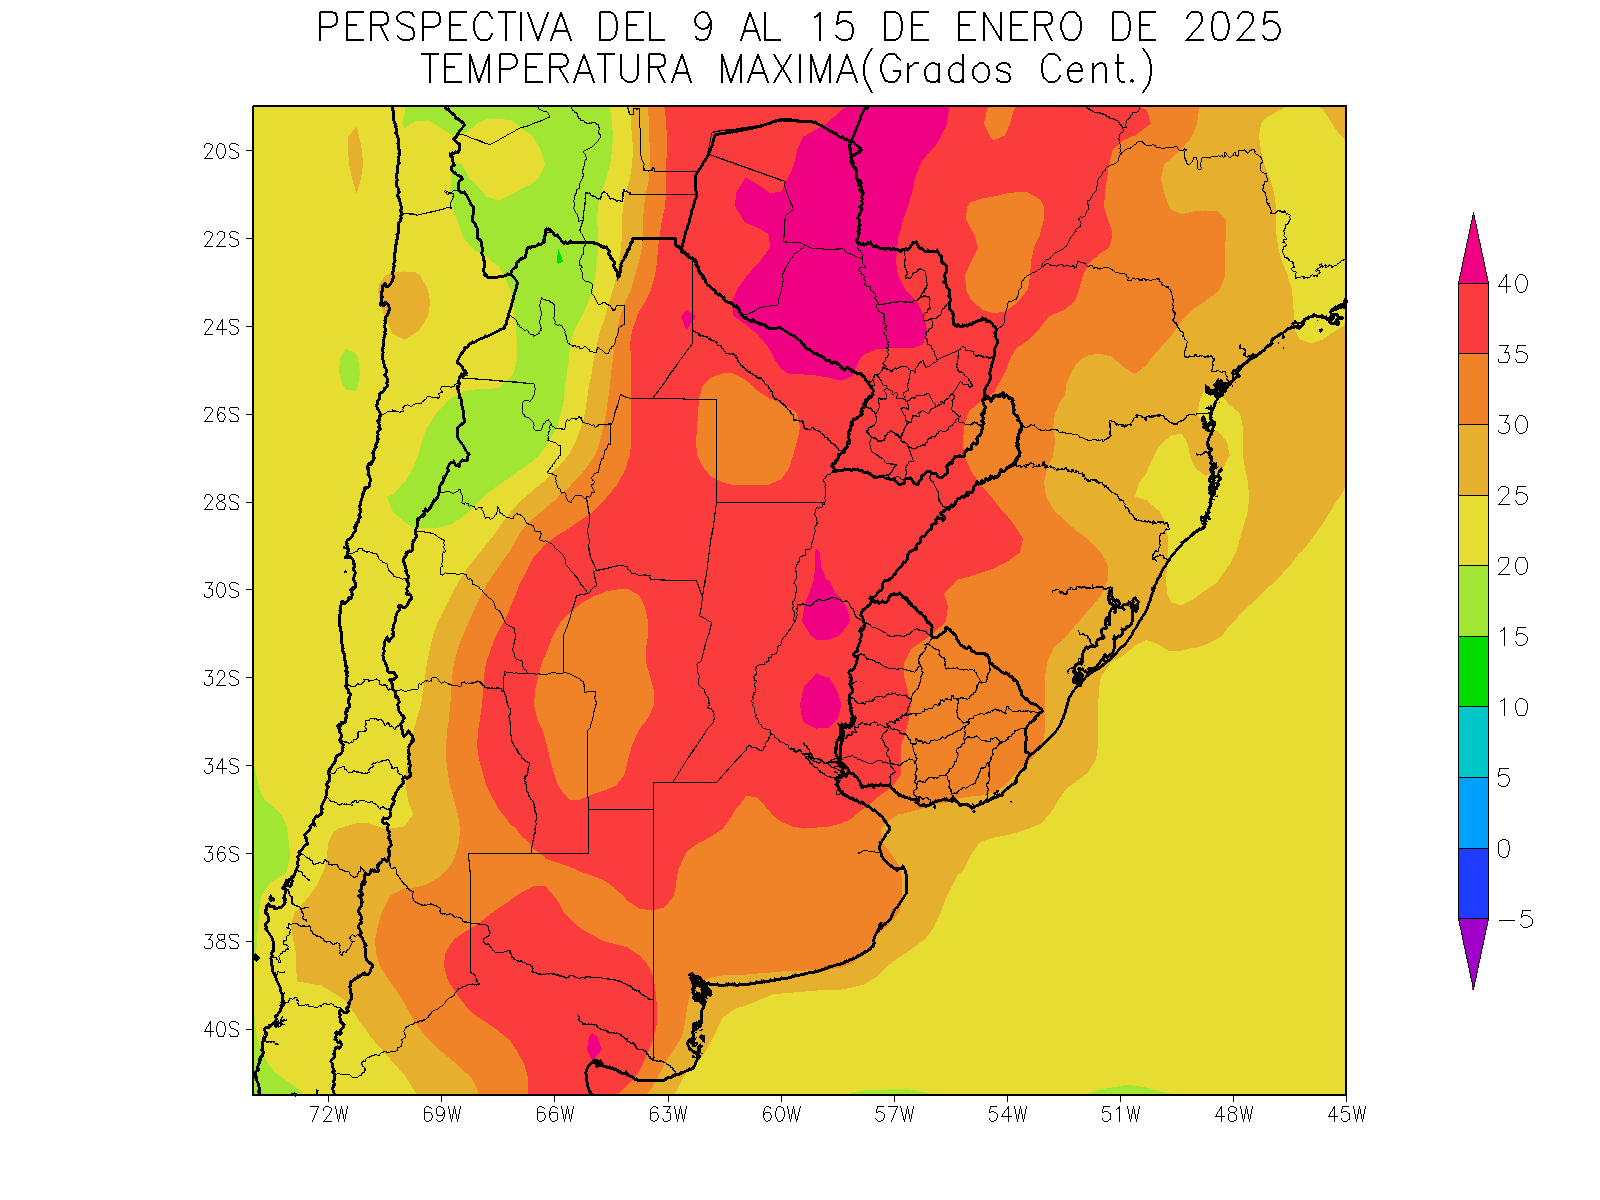 PERSPECTIVA DEL 9 AL 15 DE ENERO DE 2025
TEMPERATURA MAXIMA(Grados Cent.)
20S
22S
24S
26S
28S
30S
32S
34S
36S
38S
40S
72W 69W 66W 63W 60W 57W 54W 51W 48W 45W
40
35
30
25
20
15
10
5
0
-5